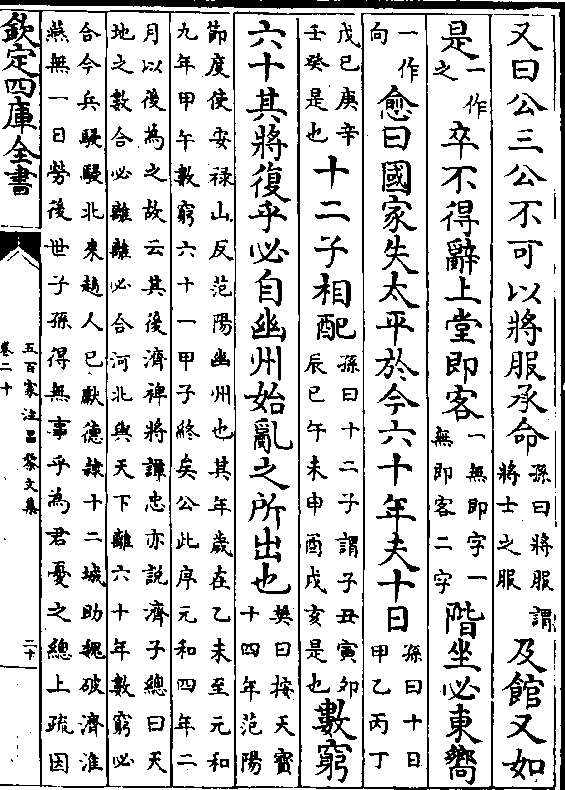 又曰公三公不可以將服承命孫曰將服謂將士之服及館又如
是一作之卒不得辭上堂即客一無即字一無即客二字階坐必東嚮
一作向愈曰國家失太平於今六十年夫十日孫曰十日甲乙丙丁
戊己庚辛壬癸是也十二子相配孫曰十二子謂子丑寅卯辰巳午未申酉戌亥是也數窮
六十其將復乎必自幽州始亂之所出也樊曰按天寳十四年范陽
節度使安禄山反范陽幽州也其年歲在乙未至元和
九年甲午數窮六十一甲子終矣公此序元和四年二
月以後為之故云其後濟裨將譚忠亦説濟子總曰天
地之數合必離離必合河北與天下離六十年數窮必
合今兵駸駸北來趙人已獻德隸十二城助魏破濟淮
燕無一日勞後世子孫得無事乎為君憂之總上疏因
欽定四庫全書
五百家注昌黎文集
卷二十
二十